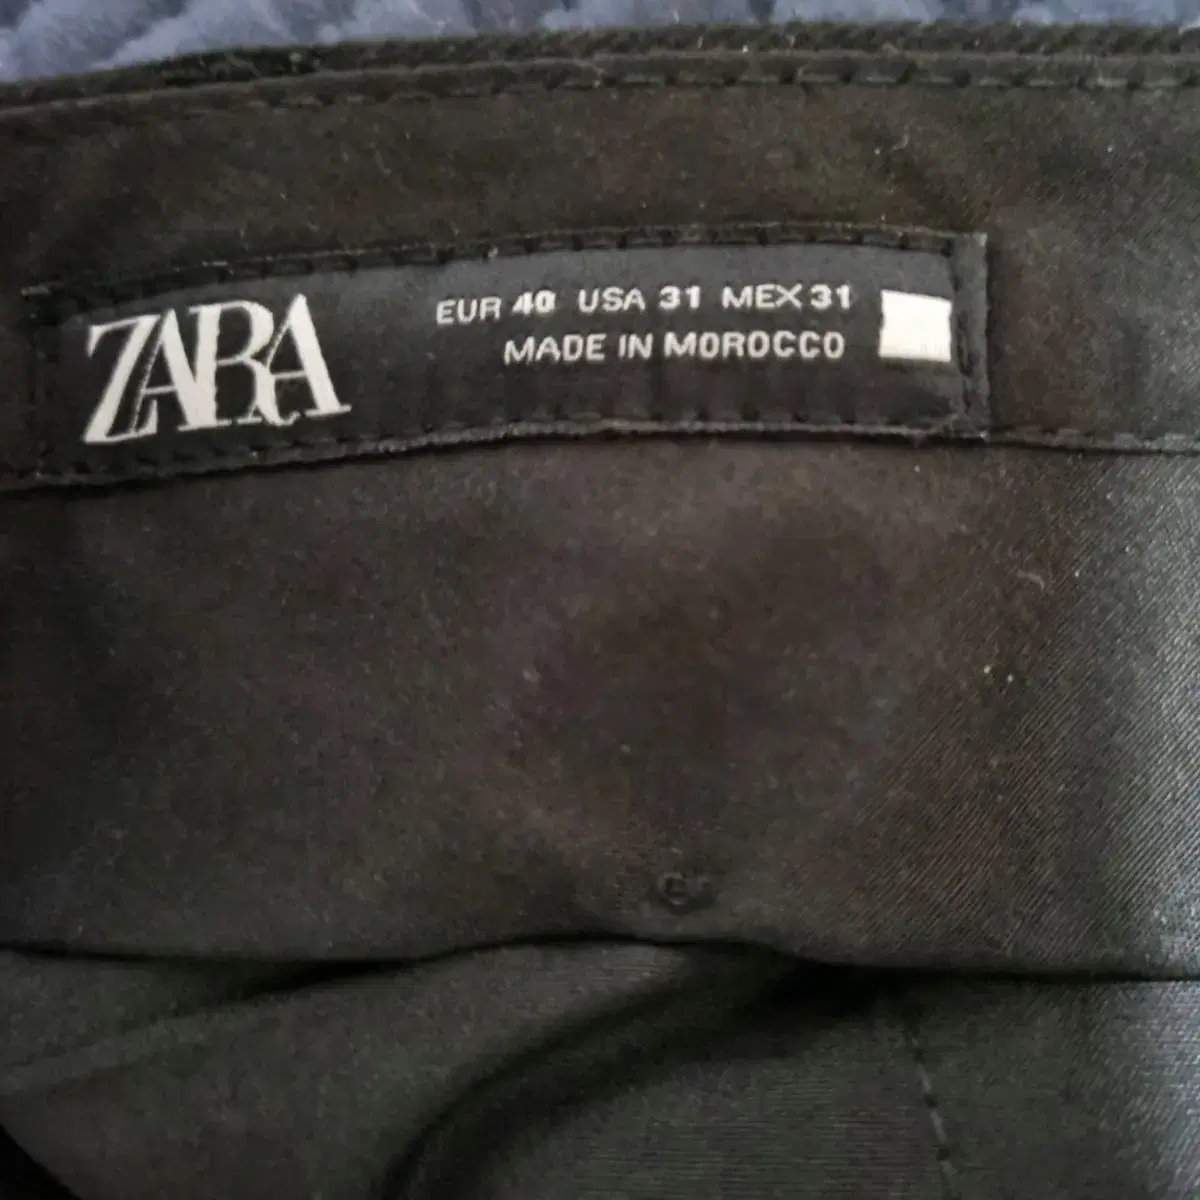 ZARA
EUR 40 USA 31 MEX 31
MADE IN MOROCCO